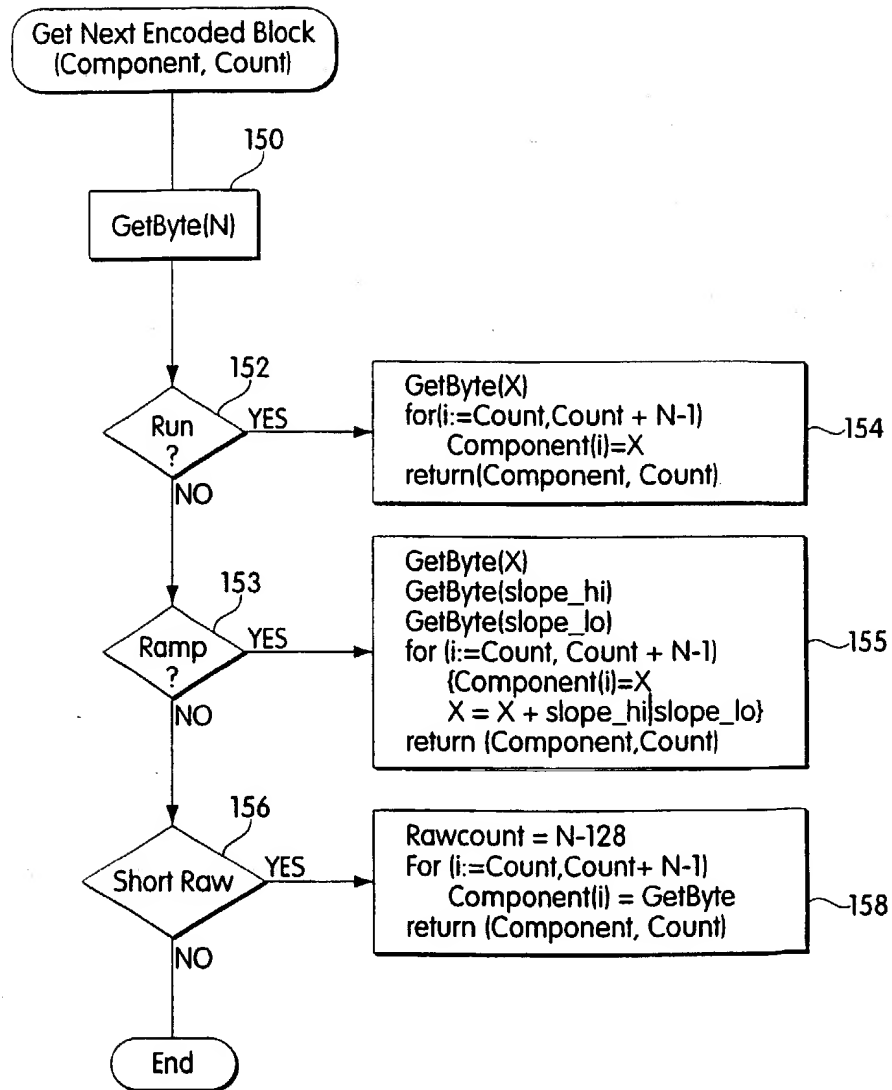 Get Next Encoded Block
(Component, Count)
150
GetByte(N)
152
Run
?
YES
NO
GetByte(X)
for(i:=Count,Count + N-1)
Component(i)=X
return(Component, Count)
154
153
Ramp
?
YES
NO
GetByte(X)
GetByte(slope_hi)
GetByte(slope_lo)
for (i:=Count, Count + N-1)
{Component(i)=X
X = X + slope_hi|slope_lo}
return (Component,Count)
155
156
Short Raw
YES
NO
Rawcount = N-128
For (i:=Count,Count+ N-1)
Component(i) = GetByte
return (Component, Count)
158
End